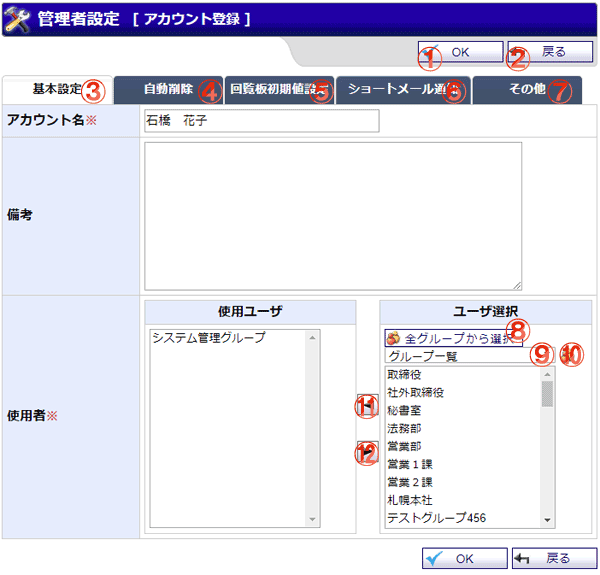 管理者設定 [ アカウント登録 ]
① OK ② 戻る
基本設定 ③ 自動削除 ④ 回覧板初期値設定 ⑤ ショートメール通知 ⑥ その他 ⑦
アカウント名※ 石橋 花子
備考
使用者※
使用ユーザ
システム管理グループ
ユーザ選択
⑧
全グループから選択
グループ一覧 ⑨ ⑩
取締役
社外取締役
秘書室
法務部
営業部
営業1課
営業2課
札幌本社
テストグループ456
⑪
⑫
OK 戻る